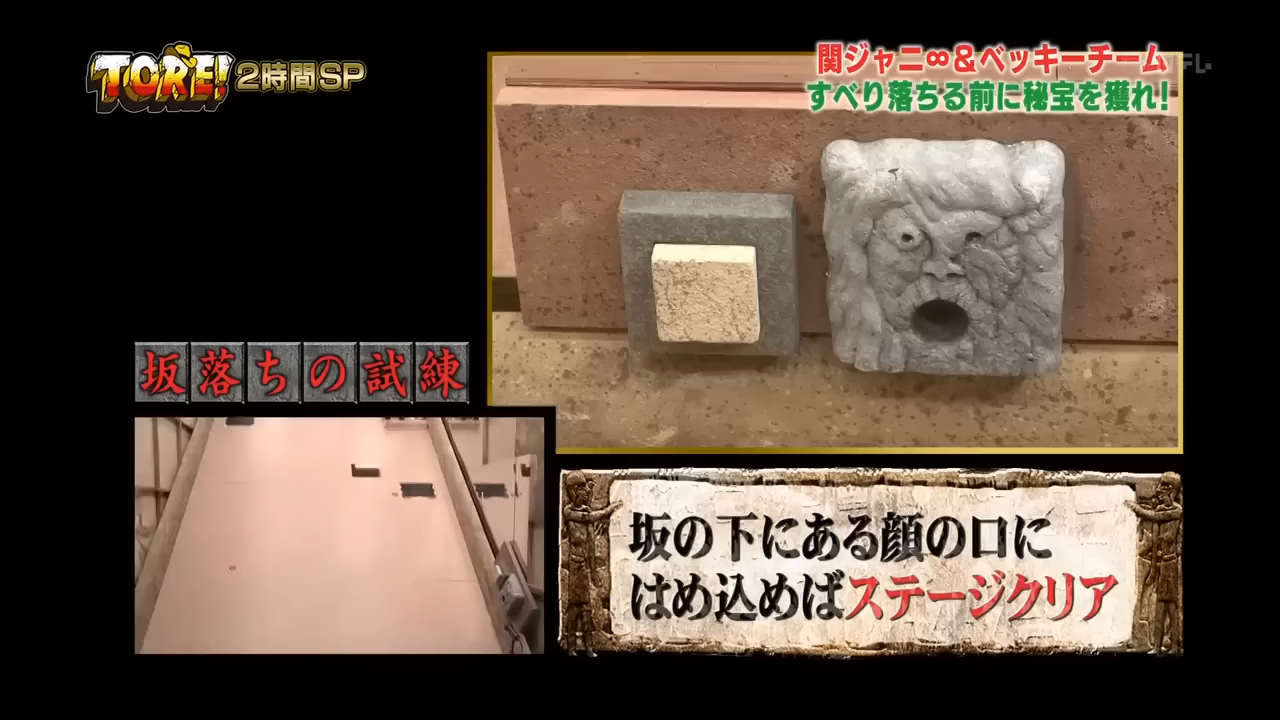 TORE! 2時間SP
関ジャニ∞&ベッキーチーム
すべり落ちる前に秘宝を獲れ!
坂落ちの試練
坂の下にある顔の口に
はめ込めばステージクリア